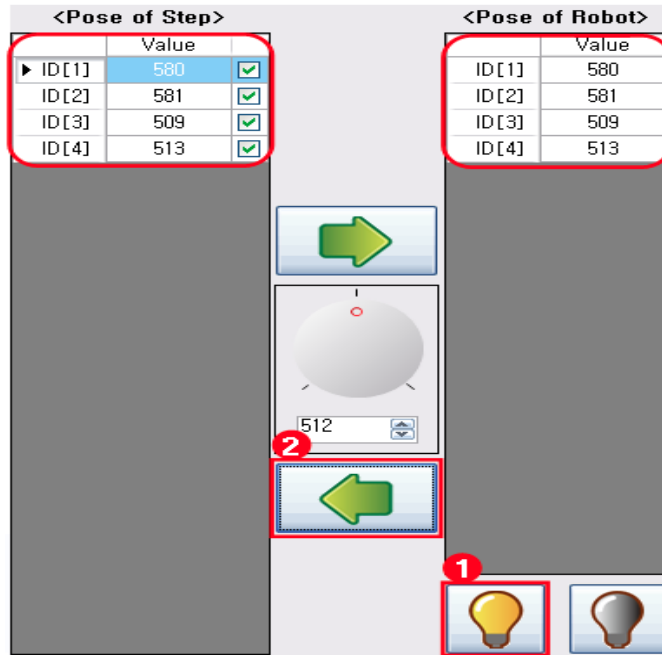 <Pose of Step>
Value
ID[1] 580
ID[2] 581
ID[3] 509
ID[4] 513
<Pose of Robot>
Value
ID[1] 580
ID[2] 581
ID[3] 509
ID[4] 513
512
2
1